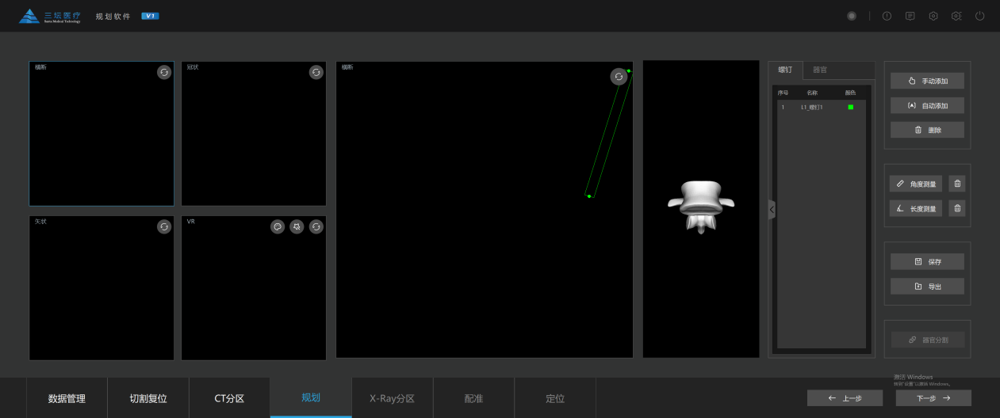 三坛医疗
Santa Medical Technology
规划软件
V1
横断
冠状
横断
矢状
VR
螺钉
器官
序号 名称 颜色
1 L1_螺钉1
手动添加
自动添加
删除
角度测量
长度测量
保存
导出
器官分割
激活 Windows
转到"设置"以激活 Windows。
数据管理
切割复位
CT分区
规划
X-Ray分区
配准
定位
上一步
下一步